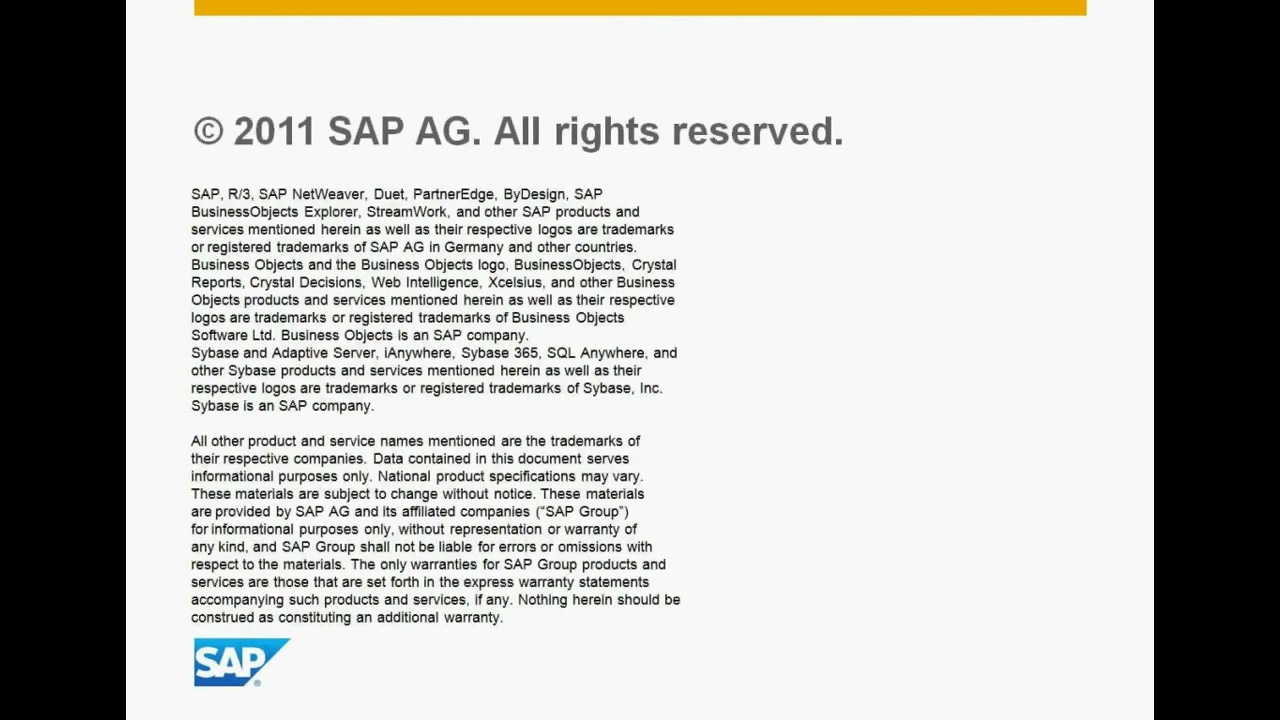 © 2011 SAP AG. All rights reserved.
SAP, R/3, SAP NetWeaver, Duet, PartnerEdge, ByDesign, SAP
BusinessObjects Explorer, StreamWork, and other SAP products and
services mentioned herein as well as their respective logos are trademarks
or registered trademarks of SAP AG in Germany and other countries.
Business Objects and the Business Objects logo, BusinessObjects, Crystal
Reports, Crystal Decisions, Web Intelligence, Xcelsius, and other Business
Objects products and services mentioned herein as well as their respective
logos are trademarks or registered trademarks of Business Objects
Software Ltd. Business Objects is an SAP company.
Sybase and Adaptive Server, iAnywhere, Sybase 365, SQL Anywhere, and
other Sybase products and services mentioned herein as well as their
respective logos are trademarks or registered trademarks of Sybase, Inc.
Sybase is an SAP company.
All other product and service names mentioned are the trademarks of
their respective companies. Data contained in this document serves
informational purposes only. National product specifications may vary.
These materials are subject to change without notice. These materials
are provided by SAP AG and its affiliated companies (“SAP Group”)
for informational purposes only, without representation or warranty of
any kind, and SAP Group shall not be liable for errors or omissions with
respect to the materials. The only warranties for SAP Group products and
services are those that are set forth in the express warranty statements
accompanying such products and services, if any. Nothing herein should be
construed as constituting an additional warranty.
SAP®